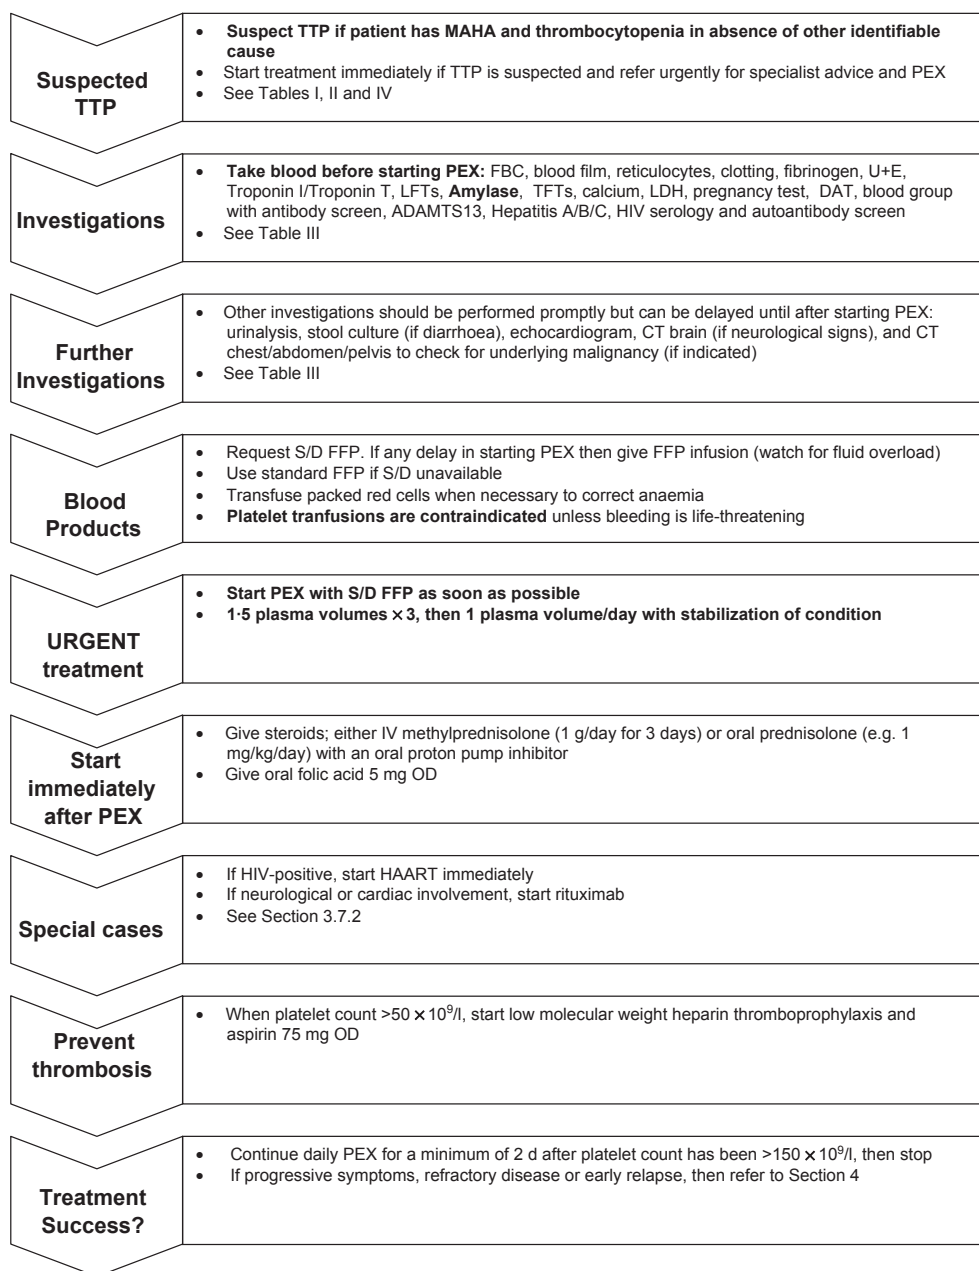 Suspected
TTP
• Suspect TTP if patient has MAHA and thrombocytopenia in absence of other identifiable
cause
• Start treatment immediately if TTP is suspected and refer urgently for specialist advice and PEX
• See Tables I, II and IV
Investigations
• Take blood before starting PEX: FBC, blood film, reticulocytes, clotting, fibrinogen, U+E,
Troponin I/Troponin T, LFTs, Amylase, TFTs, calcium, LDH, pregnancy test, DAT, blood group
with antibody screen, ADAMTS13, Hepatitis A/B/C, HIV serology and autoantibody screen
• See Table III
Further
Investigations
• Other investigations should be performed promptly but can be delayed until after starting PEX:
urinalysis, stool culture (if diarrhoea), echocardiogram, CT brain (if neurological signs), and CT
chest/abdomen/pelvis to check for underlying malignancy (if indicated)
• See Table III
Blood
Products
• Request S/D FFP. If any delay in starting PEX then give FFP infusion (watch for fluid overload)
• Use standard FFP if S/D unavailable
• Transfuse packed red cells when necessary to correct anaemia
• Platelet tranfusions are contraindicated unless bleeding is life-threatening
URGENT
treatment
• Start PEX with S/D FFP as soon as possible
• 1·5 plasma volumes × 3, then 1 plasma volume/day with stabilization of condition
Start
immediately
after PEX
• Give steroids; either IV methylprednisolone (1 g/day for 3 days) or oral prednisolone (e.g. 1
mg/kg/day) with an oral proton pump inhibitor
• Give oral folic acid 5 mg OD
Special cases
• If HIV-positive, start HAART immediately
• If neurological or cardiac involvement, start rituximab
• See Section 3.7.2
Prevent
thrombosis
• When platelet count >50 × 10⁹/l, start low molecular weight heparin thromboprophylaxis and
aspirin 75 mg OD
Treatment
Success?
• Continue daily PEX for a minimum of 2 d after platelet count has been >150 × 10⁹/l, then stop
• If progressive symptoms, refractory disease or early relapse, then refer to Section 4